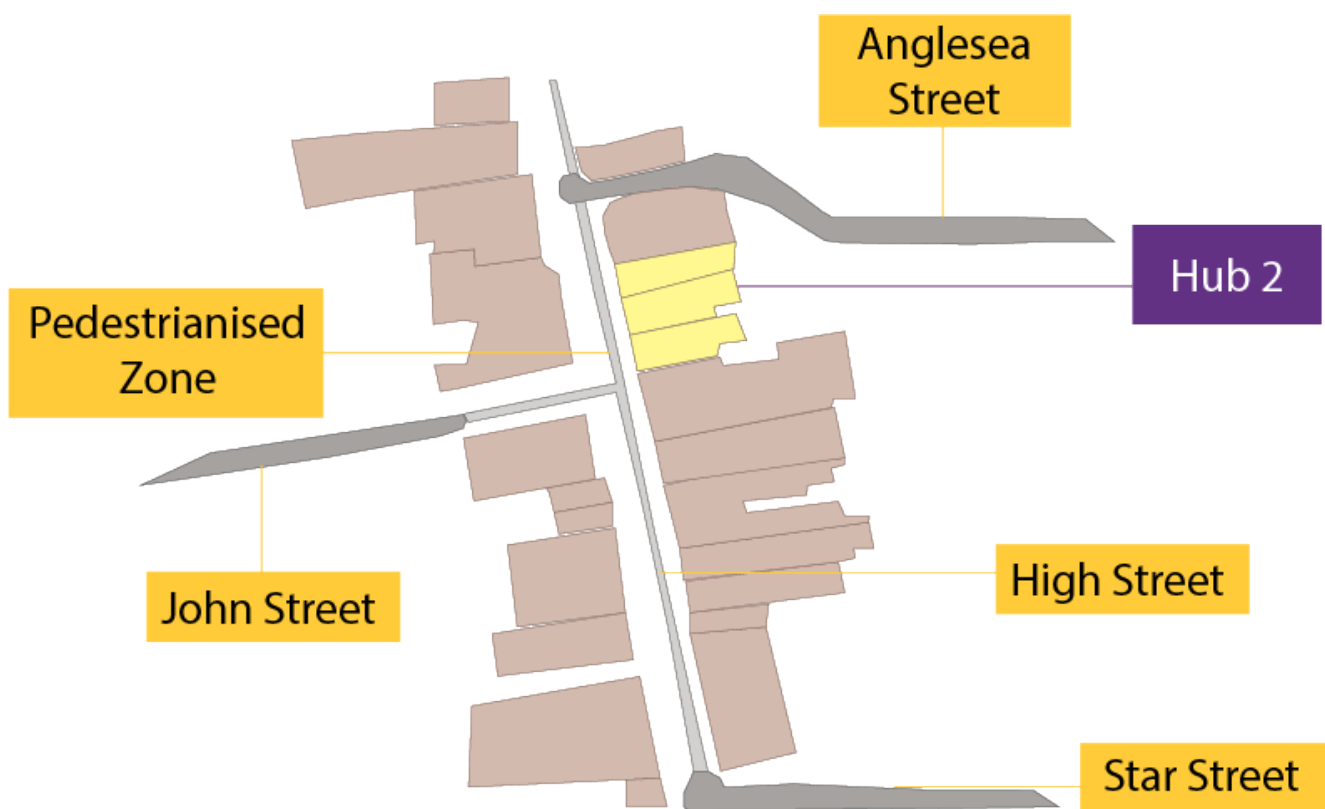 Anglesea
Street
Hub 2
Pedestrianised
Zone
High Street
John Street
Star Street